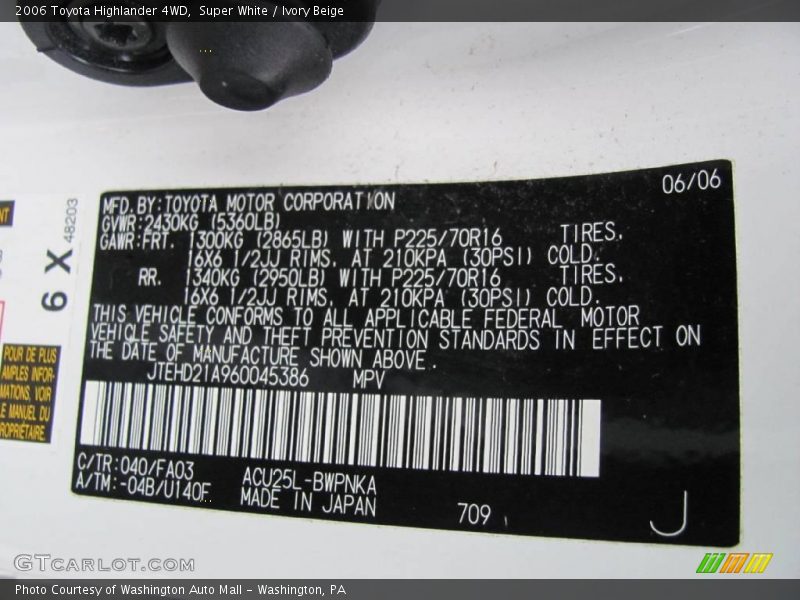 2006 Toyota Highlander 4WD,  Super White / Ivory Beige
06/06
MFD. BY:TOYOTA MOTOR CORPORATION
GVWR:2430KG (5360LB)
GAWR:FRT. 1300KG (2865LB) WITH P225/70R16 TIRES.
16X6 1/2JJ RIMS. AT 210KPA (30PSI) COLD.
RR. 1340KG (2950LB) WITH P225/70R16 TIRES.
16X6 1/2JJ RIMS. AT 210KPA (30PSI) COLD.
THIS VEHICLE CONFORMS TO ALL APPLICABLE FEDERAL MOTOR
VEHICLE SAFETY AND THEFT PREVENTION STANDARDS IN EFFECT ON
THE DATE OF MANUFACTURE SHOWN ABOVE.
JTEHD21A960045386 MPV
C/TR:040/FA03 ACU25L-BWPNKA
A/TM:-04B/U140F MADE IN JAPAN
709 J
6 X 48203
NT
POUR DE PLUS
AMPLES INFOR-
MATIONS, VOIR
LE MANUEL DU
PROPRIÉTAIRE.
GTCARLOT.COM
Photo Courtesy of Washington Auto Mall - Washington, PA